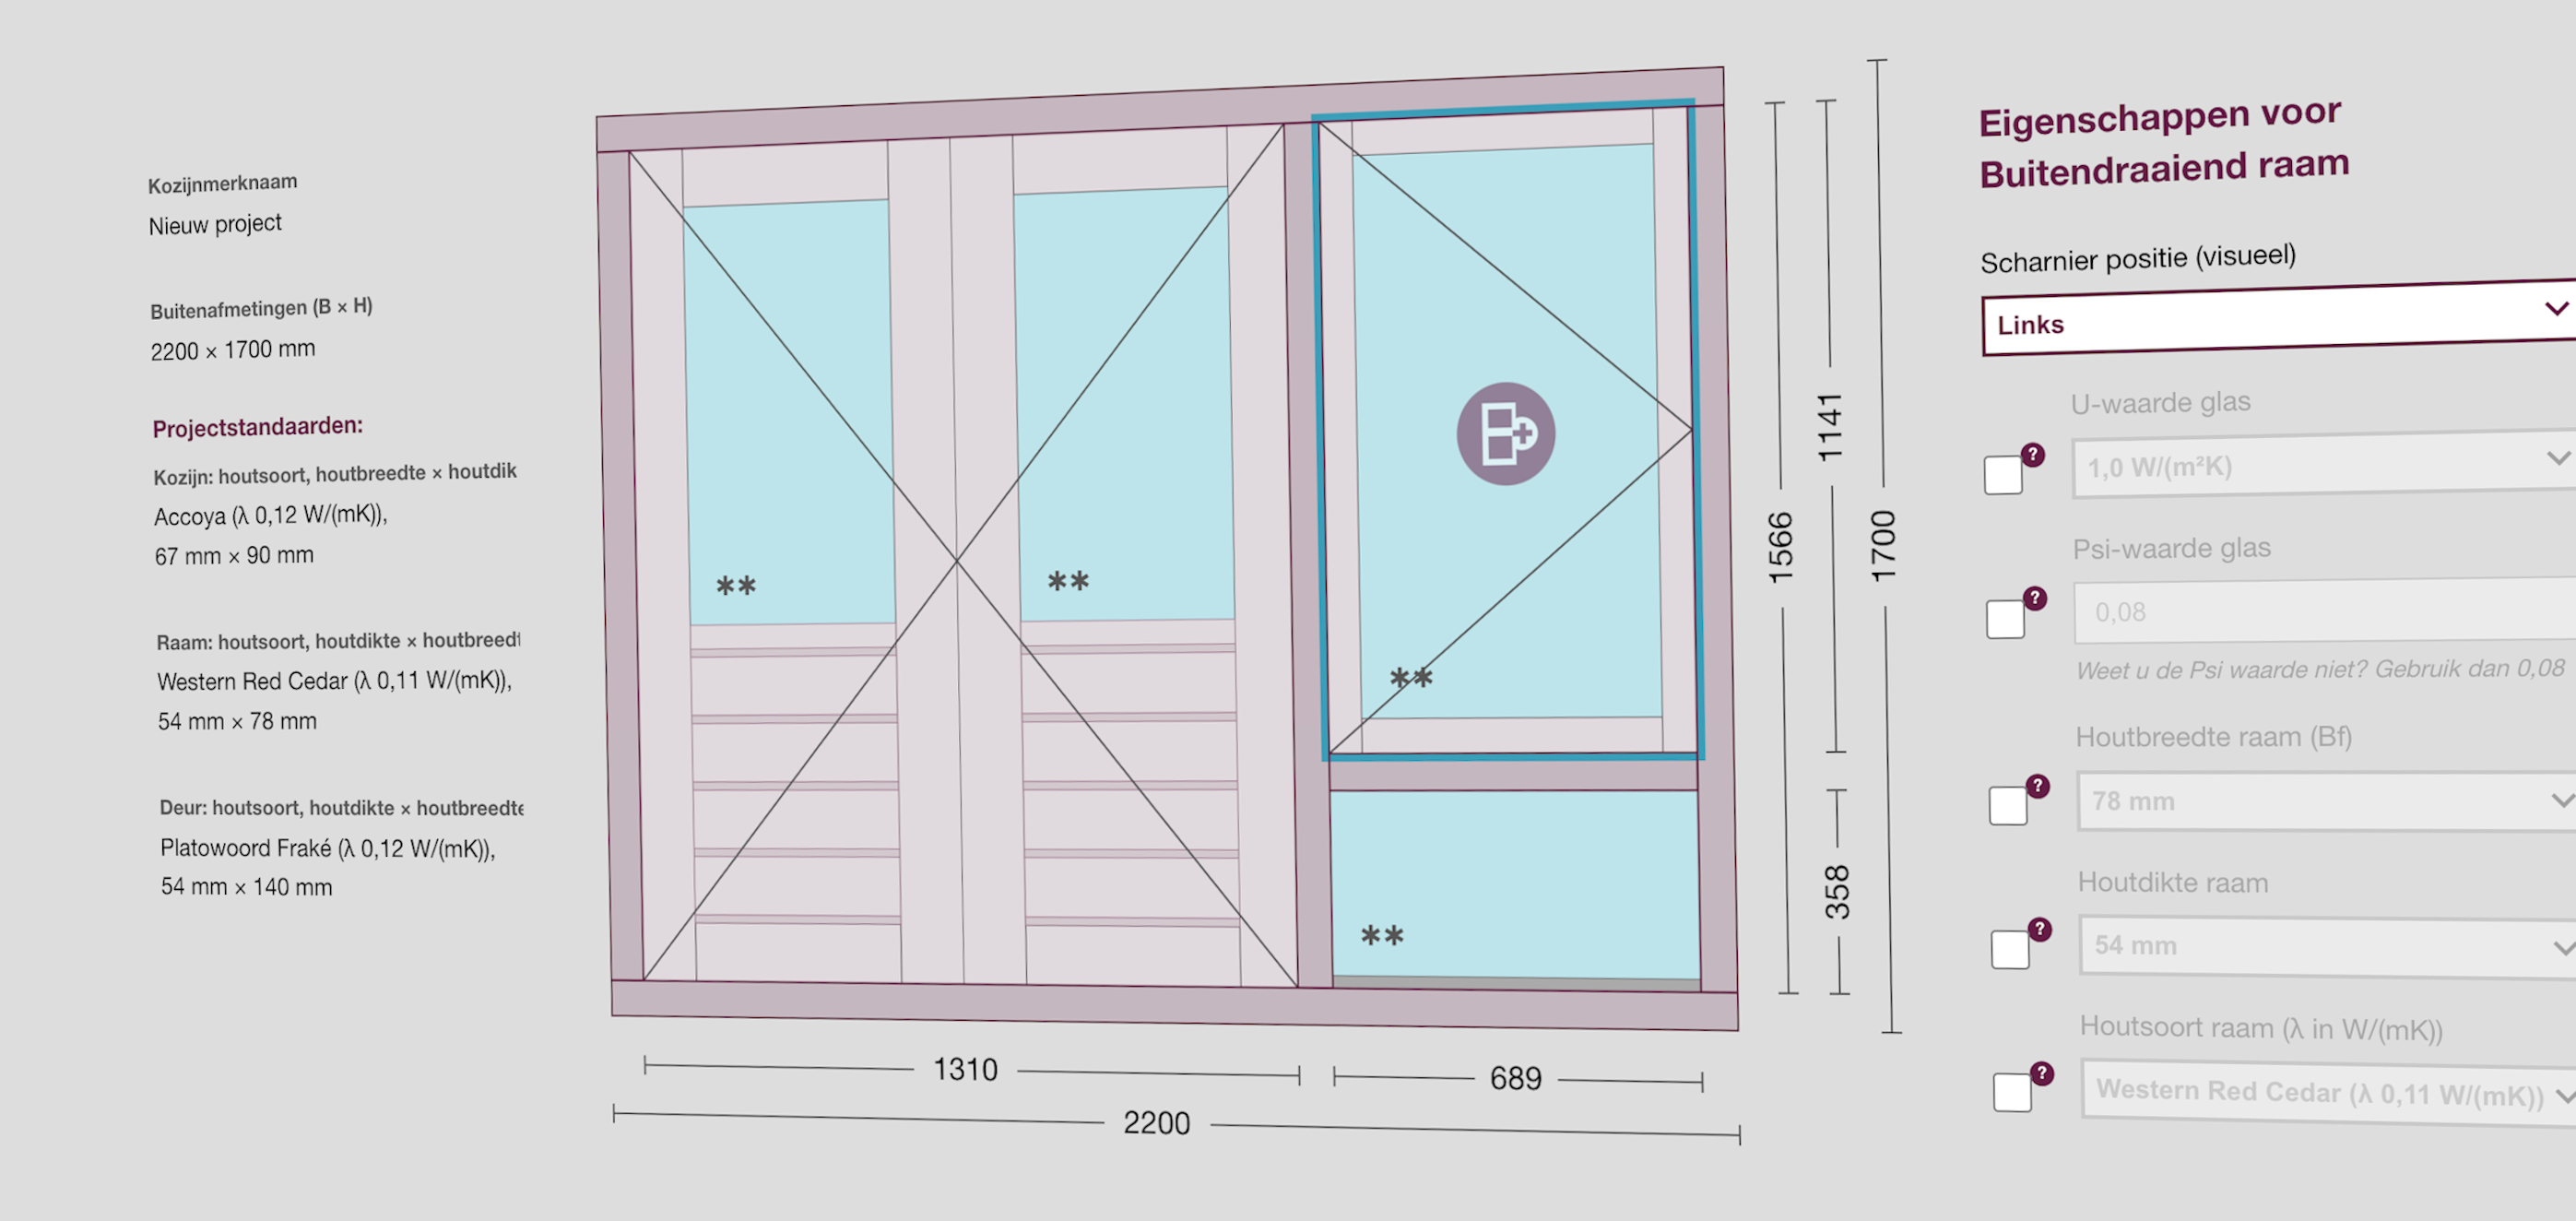 Kozijnmerknaam
Nieuw project
Buitenafmetingen (B × H)
2200 × 1700 mm
Projectstandaarden:
Kozijn: houtsoort, houtbreedte × houtdik
Accoya (λ 0,12 W/(mK)),
67 mm × 90 mm
Raam: houtsoort, houtdikte × houtbreedt
Western Red Cedar (λ 0,11 W/(mK)),
54 mm × 78 mm
Deur: houtsoort, houtdikte × houtbreedte
Platowoord Fraké (λ 0,12 W/(mK)),
54 mm × 140 mm
**
**
**
**
1566
1141
1700
358
1310
689
2200
Eigenschappen voor
Buitendraaiend raam
Scharnier positie (visueel)
Links
U-waarde glas
?
1,0 W/(m²K)
Psi-waarde glas
?
0,08
Weet u de Psi waarde niet? Gebruik dan 0,08
Houtbreedte raam (Bf)
?
78 mm
Houtdikte raam
?
54 mm
Houtsoort raam (λ in W/(mK))
?
Western Red Cedar (λ 0,11 W/(mK))